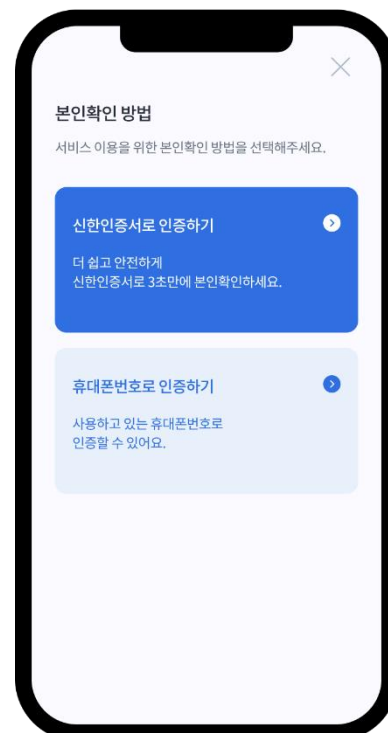 본인확인 방법
서비스 이용을 위한 본인확인 방법을 선택해주세요.
신한인증서로 인증하기
더 쉽고 안전하게
신한인증서로 3초만에 본인확인하세요.
휴대폰번호로 인증하기
사용하고 있는 휴대폰번호로
인증할 수 있어요.